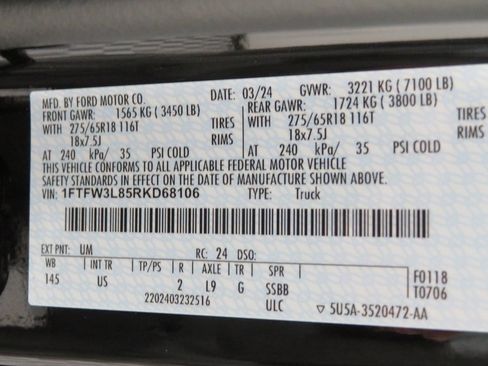 MFD. BY FORD MOTOR CO. DATE: 03/24 GVWR: 3221 KG ( 7100 LB)
FRONT GAWR: 1565 KG ( 3450 LB) REAR GAWR: 1724 KG ( 3800 LB)
WITH 275/65R18 116T TIRES WITH 275/65R18 116T TIRES
18x7.5J RIMS 18x7.5J RIMS
AT 240 kPa/ 35 PSI COLD AT 240 kPa/ 35 PSI COLD
THIS VEHICLE CONFORMS TO ALL APPLICABLE FEDERAL MOTOR VEHICLE
SAFETY STANDARDS IN EFFECT ON THE DATE OF MANUFACTURE SHOWN ABOVE.
VIN: 1FTFW3L85RKD68106 TYPE: Truck
EXT PNT: UM RC: 24 DSO:
WB INT TR TP/PS R AXLE TR SPR F0118
145 US 2 L9 G SSBB T0706
2202403232516 ULC ▽ 5U5A-3520472-AA